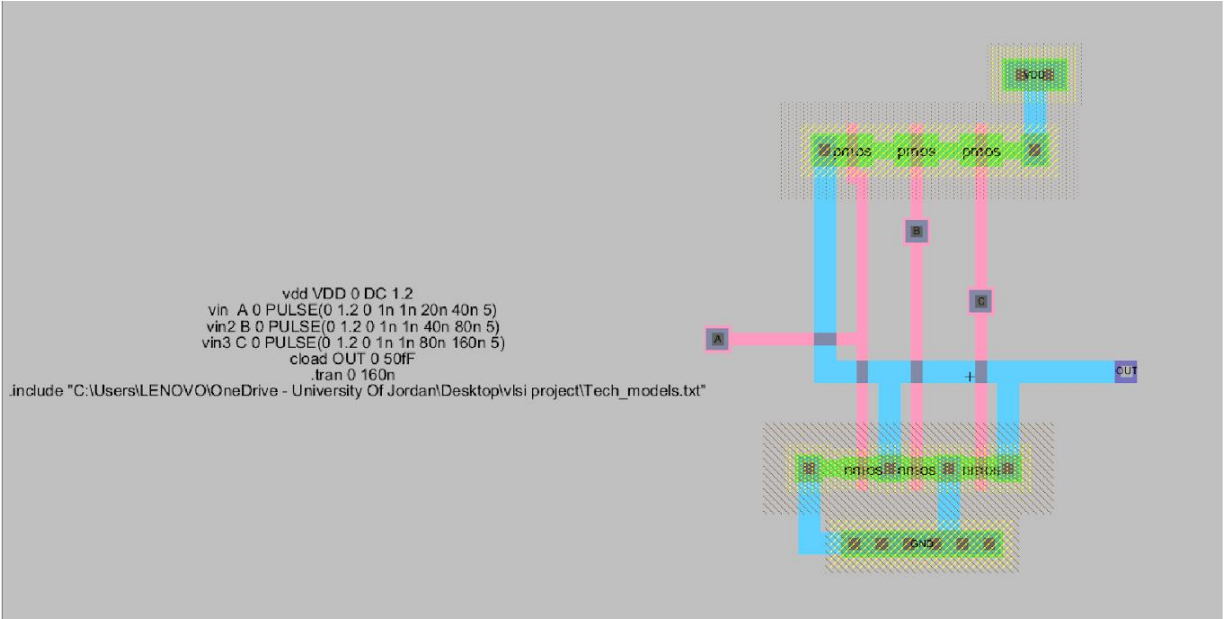 VDD
pmos pmos pmos
B
C
vdd VDD 0 DC 1.2
vin A 0 PULSE(0 1.2 0 1n 1n 20n 40n 5)
vin2 B 0 PULSE(0 1.2 0 1n 1n 40n 80n 5)
vin3 C 0 PULSE(0 1.2 0 1n 1n 80n 160n 5)
cload OUT 0 50fF
.tran 0 160n
.include "C:\Users\LENOVO\OneDrive - University Of Jordan\Desktop\vlsi project\Tech_models.txt"
A
OUT
nmos nmos nmos
GND